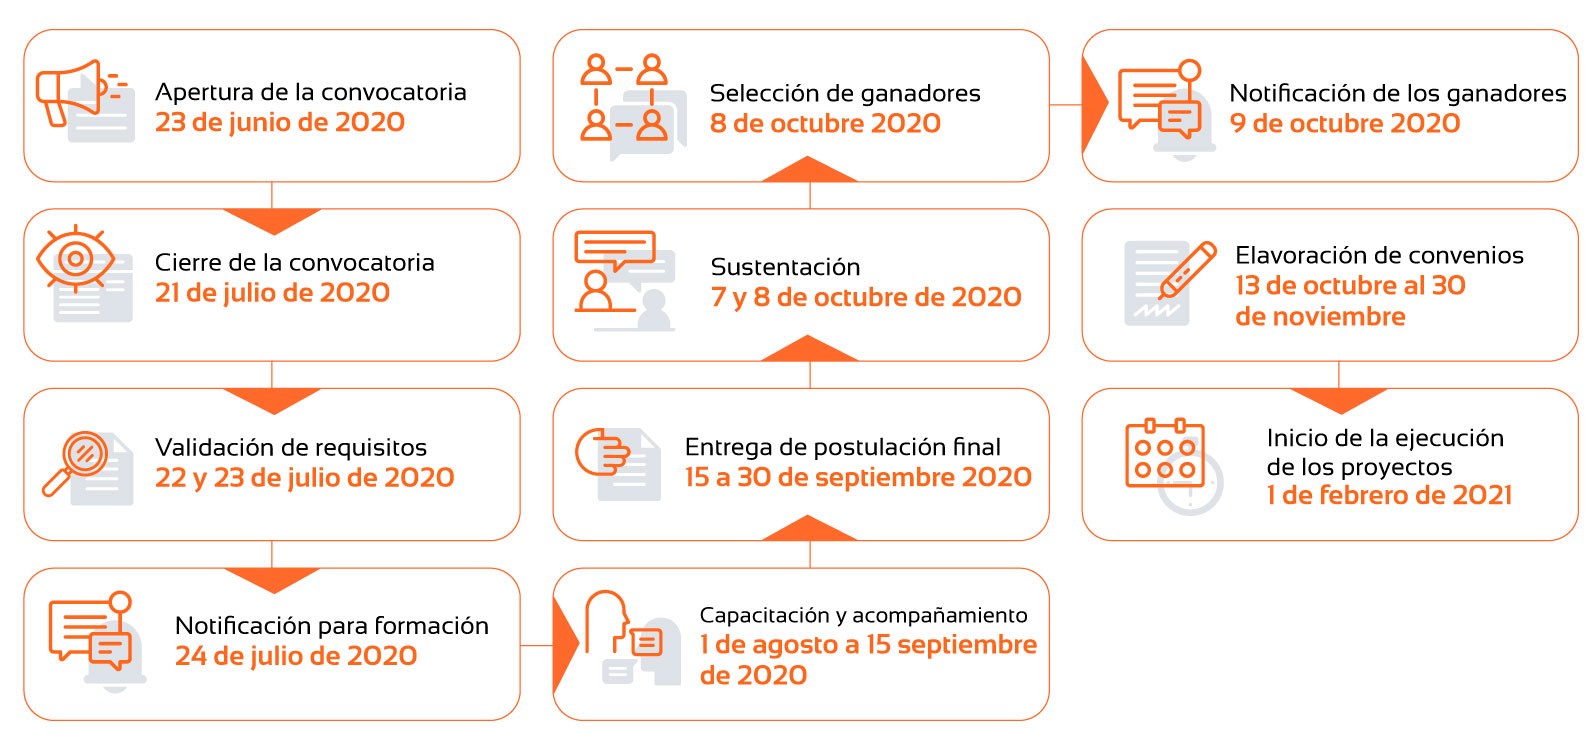 Apertura de la convocatoria
23 de junio de 2020
Cierre de la convocatoria
21 de julio de 2020
Validación de requisitos
22 y 23 de julio de 2020
Notificación para formación
24 de julio de 2020
Capacitación y acompañamiento
1 de agosto a 15 septiembre
de 2020
Entrega de postulación final
15 a 30 de septiembre 2020
Sustentación
7 y 8 de octubre de 2020
Selección de ganadores
8 de octubre 2020
Notificación de los ganadores
9 de octubre 2020
Elavoración de convenios
13 de octubre al 30
de noviembre
Inicio de la ejecución
de los proyectos
1 de febrero de 2021